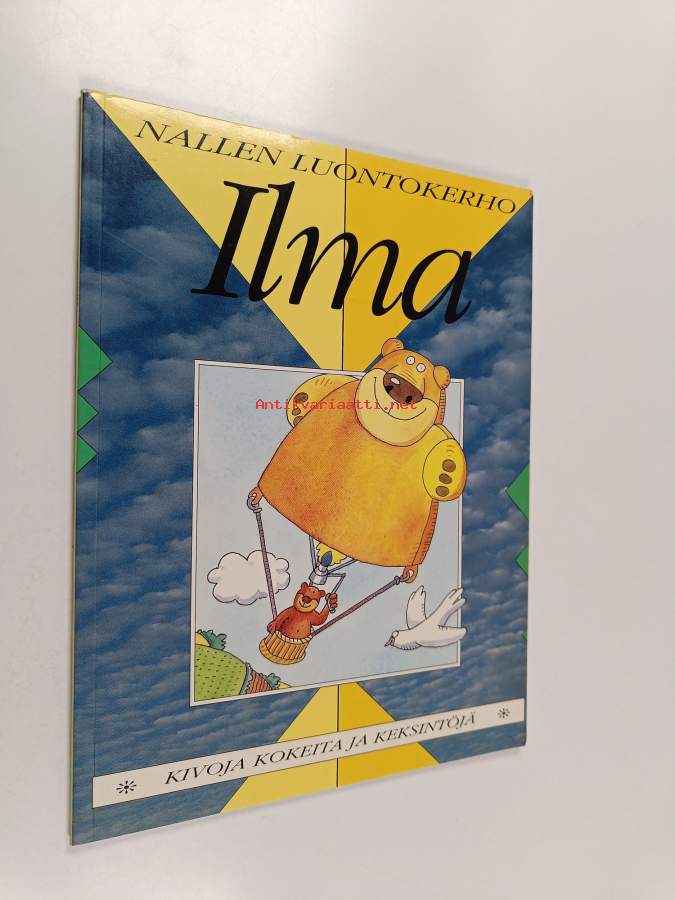 NALLEN LUONTOKERHO
Ilma
Antikvariaatti.net
KIVOJA KOKEITA JA KEKSINTÖJÄ